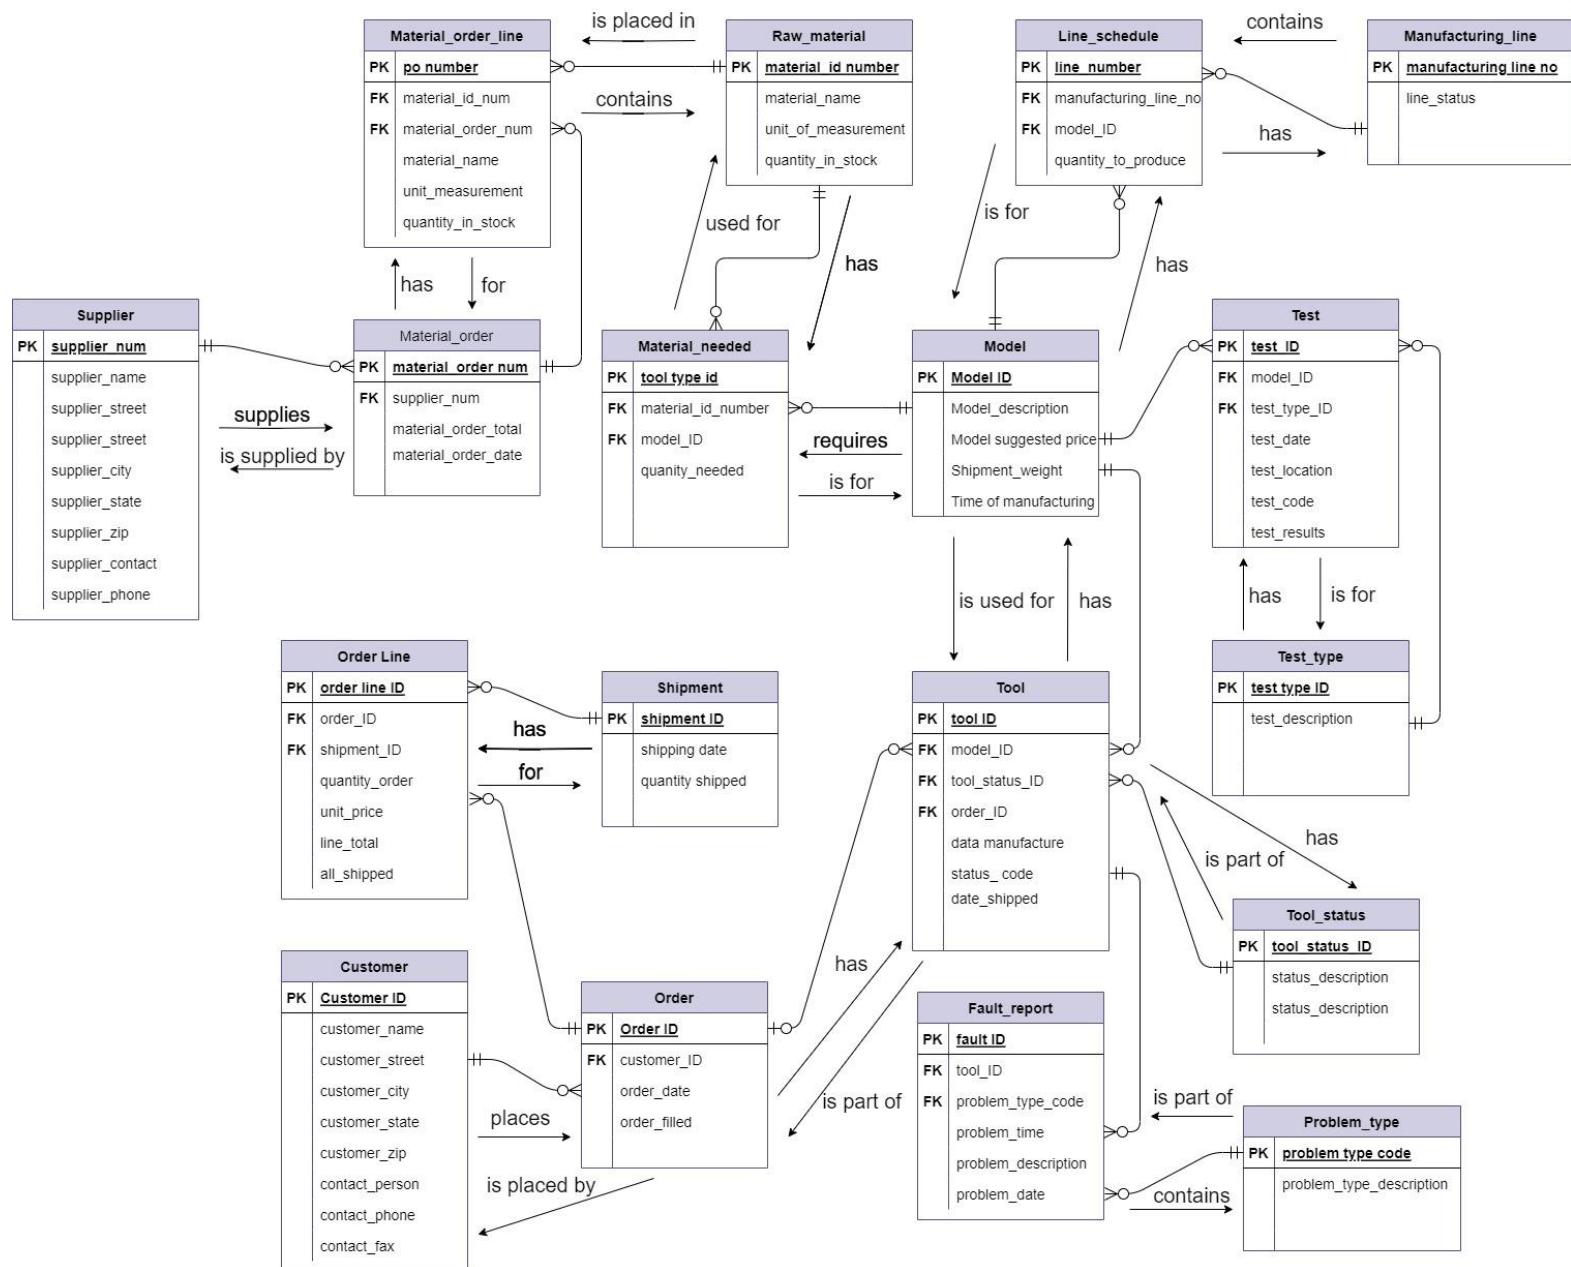 Material_order_line
PK po number
FK material_id_num
FK material_order_num
material_name
unit_measurement
quantity_in_stock
is placed in
contains
Raw_material
PK material_id number
material_name
unit_of_measurement
quantity_in_stock
Line_schedule
PK line_number
FK manufacturing_line_no
FK model_ID
quantity_to_produce
contains
has
Manufacturing_line
PK manufacturing line no
line_status
has
for
used for
has
is for
has
Supplier
PK supplier_num
supplier_name
supplier_street
supplier_street
supplier_city
supplier_state
supplier_zip
supplier_contact
supplier_phone
supplies
is supplied by
Material_order
PK material_order num
FK supplier_num
material_order_total
material_order_date
Material_needed
PK tool type id
FK material_id_number
FK model_ID
quanity_needed
requires
is for
Model
PK Model ID
Model_description
Model suggested price
Shipment_weight
Time of manufacturing
Test
PK test_ID
FK model_ID
FK test_type_ID
test_date
test_location
test_code
test_results
is used for
has
has
is for
Order Line
PK order line ID
FK order_ID
FK shipment_ID
quantity_order
unit_price
line_total
all_shipped
has
for
Shipment
PK shipment ID
shipping date
quantity shipped
Tool
PK tool ID
FK model_ID
FK tool_status_ID
FK order_ID
data manufacture
status_ code
date_shipped
Test_type
PK test type ID
test_description
has
is part of
Tool_status
PK tool_status_ID
status_description
status_description
Customer
PK Customer ID
customer_name
customer_street
customer_city
customer_state
customer_zip
contact_person
contact_phone
contact_fax
places
is placed by
Order
PK Order ID
FK customer_ID
order_date
order_filled
has
is part of
Fault_report
PK fault ID
FK tool_ID
FK problem_type_code
problem_time
problem_description
problem_date
is part of
contains
Problem_type
PK problem type code
problem_type_description